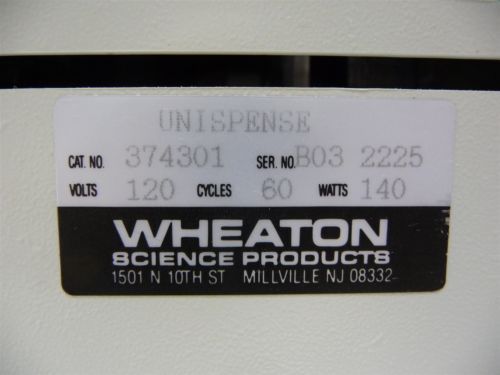 UNISPENSE
CAT. NO. 374301 SER. NO. B03 2225
VOLTS 120 CYCLES 60 WATTS 140
WHEATON
SCIENCE PRODUCTS
1501 N 10TH ST MILLVILLE NJ 08332